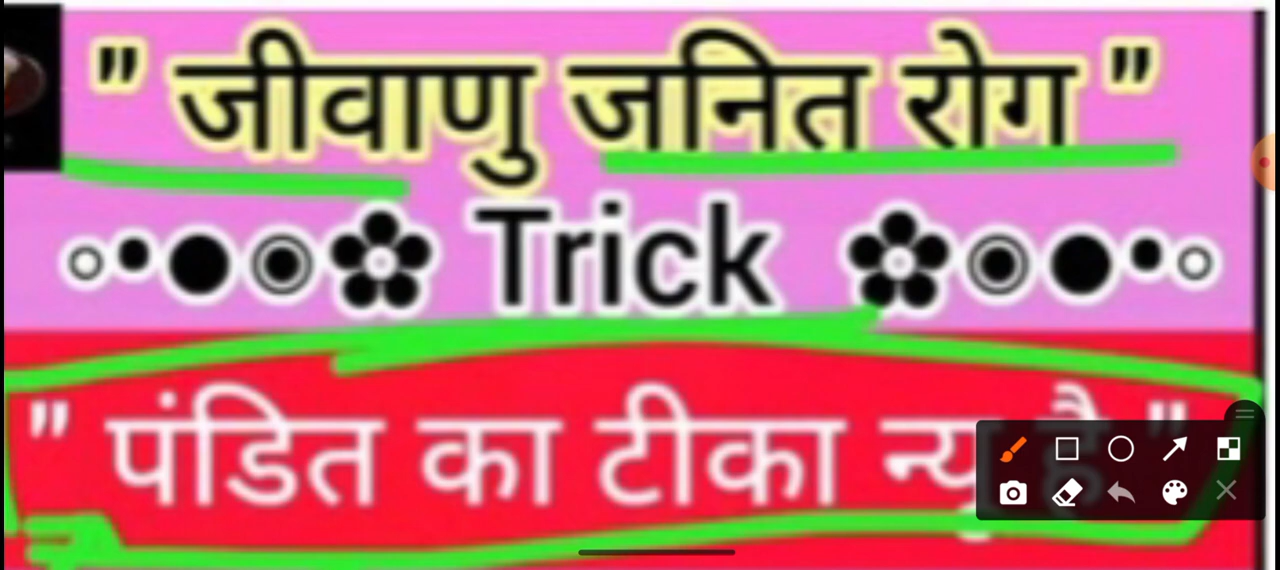 " जीवाणु जनित रोग "
Trick
" पंडित का टीका न्यू है "